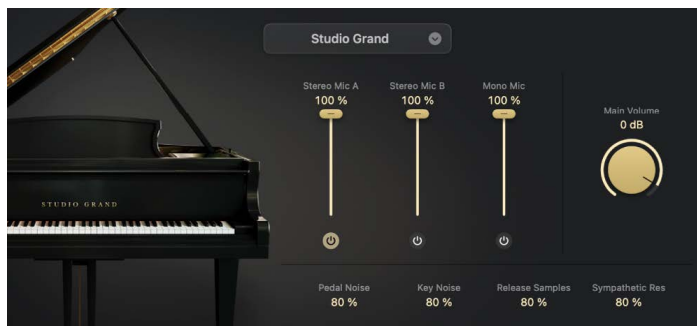 Studio Grand
Stereo Mic A
100 %
Stereo Mic B
100 %
Mono Mic
100 %
Main Volume
0 dB
STUDIO GRAND
Pedal Noise
80 %
Key Noise
80 %
Release Samples
80 %
Sympathetic Res
80 %